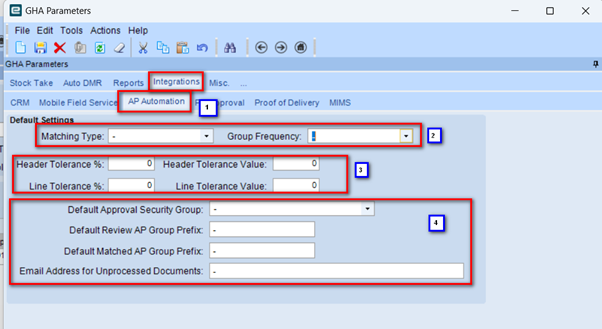 GHA Parameters
File Edit Tools Actions Help
GHA Parameters
Stock Take Auto DMR Reports Integrations Misc. ...
CRM Mobile Field Service AP Automation Approval Proof of Delivery MIMS
1
Default Settings
Matching Type: - Group Frequency: - 2
Header Tolerance %: 0 Header Tolerance Value: 0
3
Line Tolerance %: 0 Line Tolerance Value: 0
Default Approval Security Group: -
4
Default Review AP Group Prefix: -
Default Matched AP Group Prefix: -
Email Address for Unprocessed Documents: -